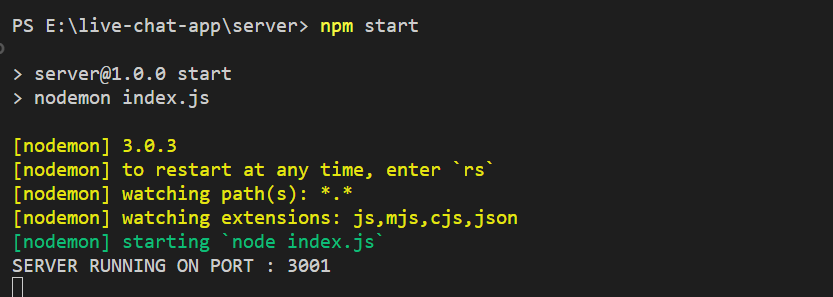 PS E:\live-chat-app\server> npm start
> server@1.0.0 start
> nodemon index.js
[nodemon] 3.0.3
[nodemon] to restart at any time, enter `rs`
[nodemon] watching path(s): *.*
[nodemon] watching extensions: js,mjs,cjs,json
[nodemon] starting `node index.js`
SERVER RUNNING ON PORT : 3001